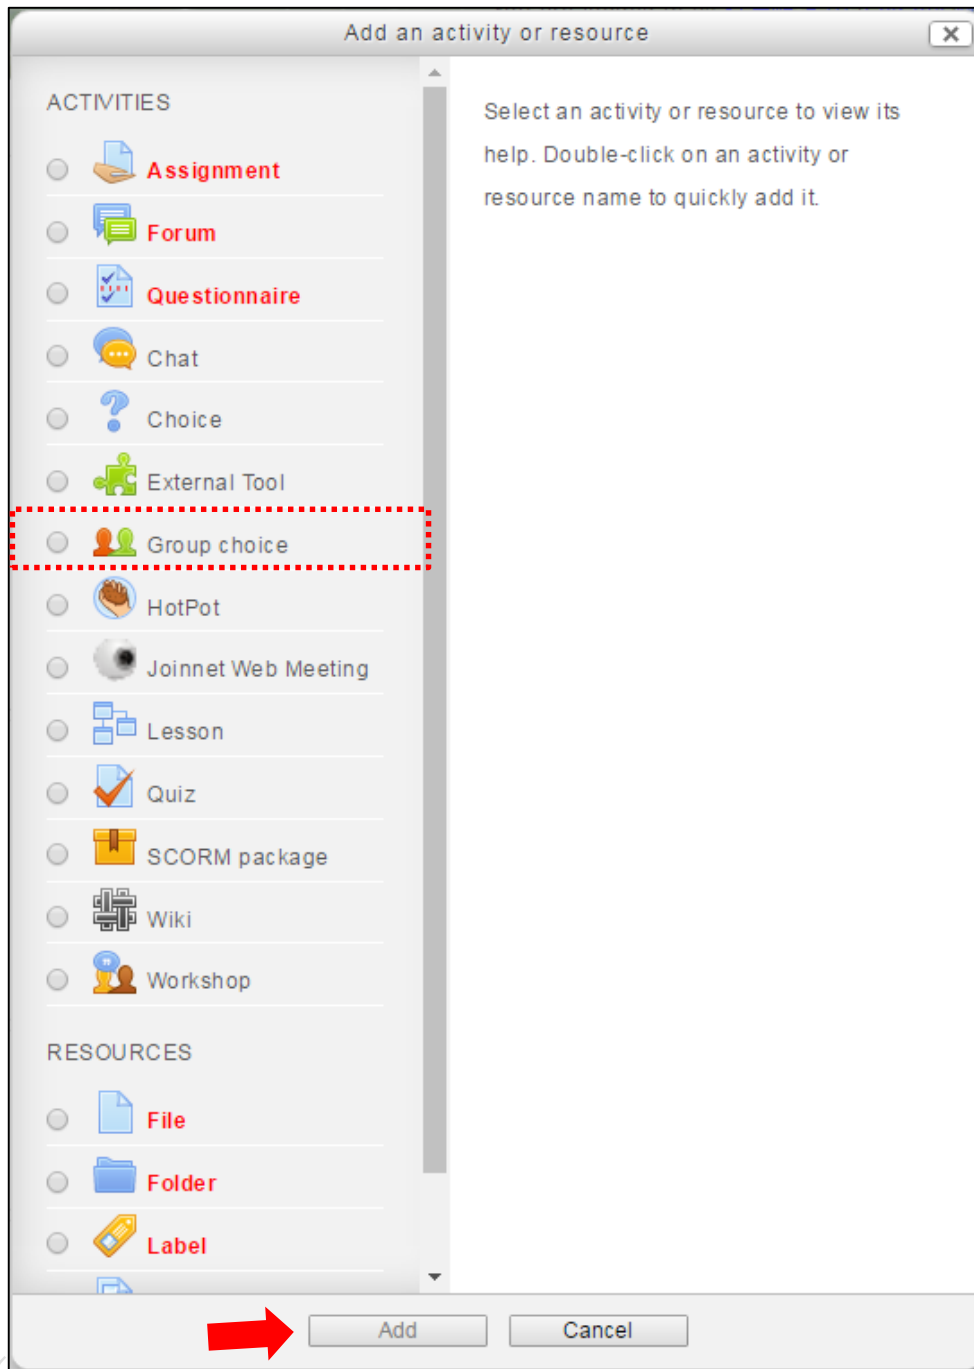 Add an activity or resource
ACTIVITIES
Assignment
Forum
Questionnaire
Chat
Choice
External Tool
Group choice
HotPot
Joinnet Web Meeting
Lesson
Quiz
SCORM package
Wiki
Workshop
RESOURCES
File
Folder
Label
Select an activity or resource to view its
help. Double-click on an activity or
resource name to quickly add it.
Add
Cancel